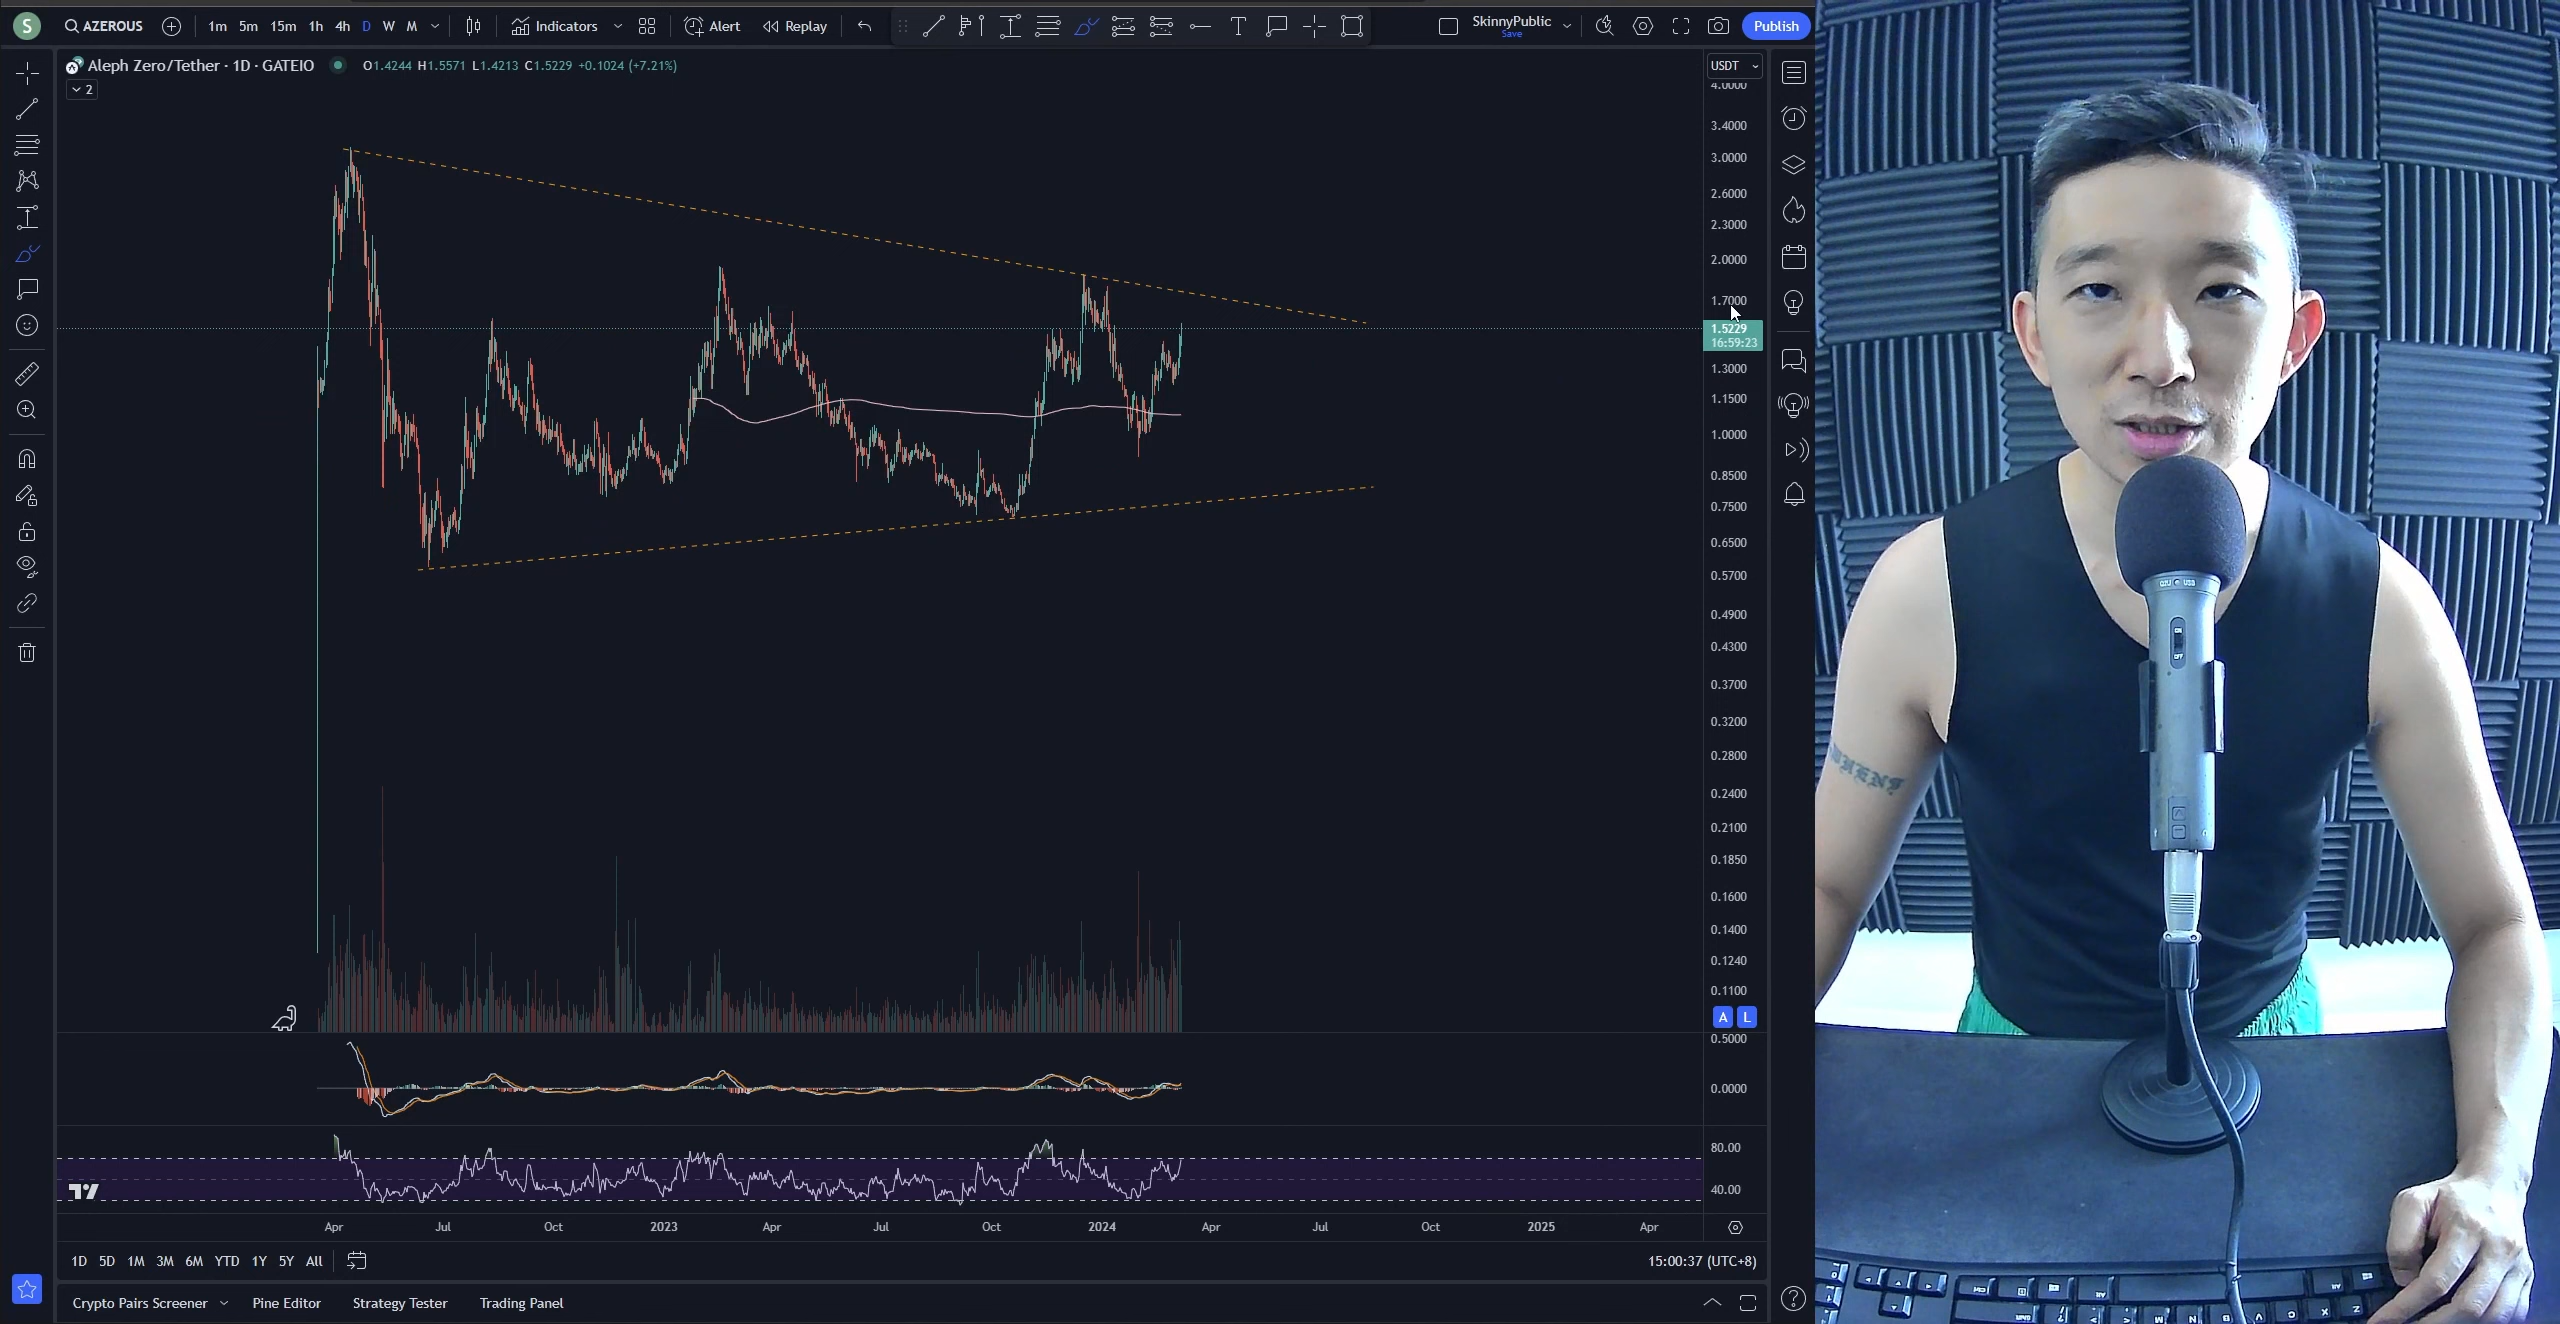 S
AZEROUS
1m 5m 15m 1h 4h D W M
Indicators
Alert
Replay
SkinnyPublic
Save
Publish
Aleph Zero/Tether · 1D · GATEIO
O1.4244 H1.5571 L1.4213 C1.5229 +0.1024 (+7.21%)
2
USDT
4.0000
3.4000
3.0000
2.6000
2.3000
2.0000
1.7000
1.5229
16:59:23
1.3000
1.1500
1.0000
0.8500
0.7500
0.6500
0.5700
0.4900
0.4300
0.3700
0.3200
0.2800
0.2400
0.2100
0.1850
0.1600
0.1400
0.1240
0.1100
A L
0.5000
0.0000
80.00
40.00
Apr Jul Oct 2023 Apr Jul Oct 2024 Apr Jul Oct 2025 Apr
1D 5D 1M 3M 6M YTD 1Y 5Y All
15:00:37 (UTC+8)
Crypto Pairs Screener
Pine Editor
Strategy Tester
Trading Panel
ON
OFF